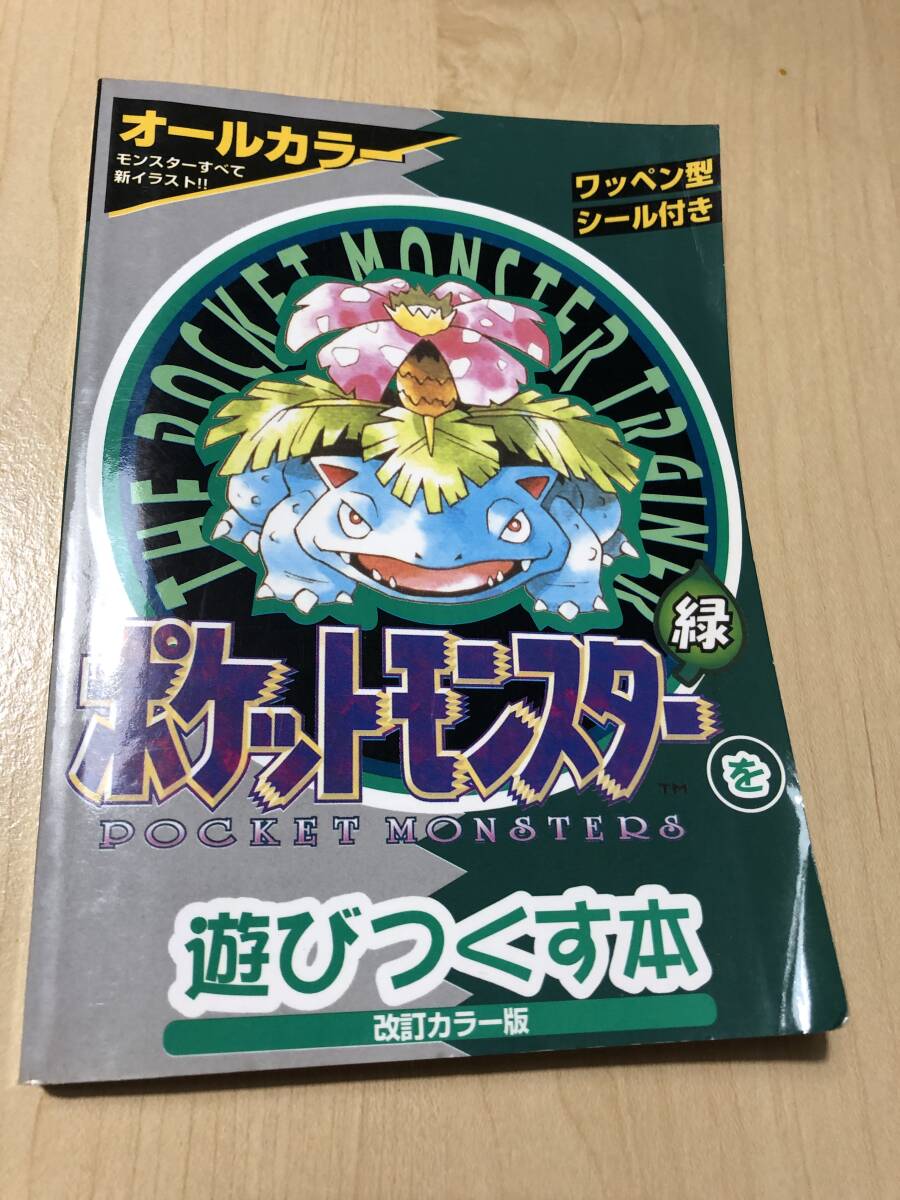 オールカラー
モンスターすべて
新イラスト!!
ワッペン型
シール付き
THE POCKET MONSTER TRAINER
緑
ポケットモンスター
を
TM
POCKET MONSTERS
遊びつくす本
改訂カラー版